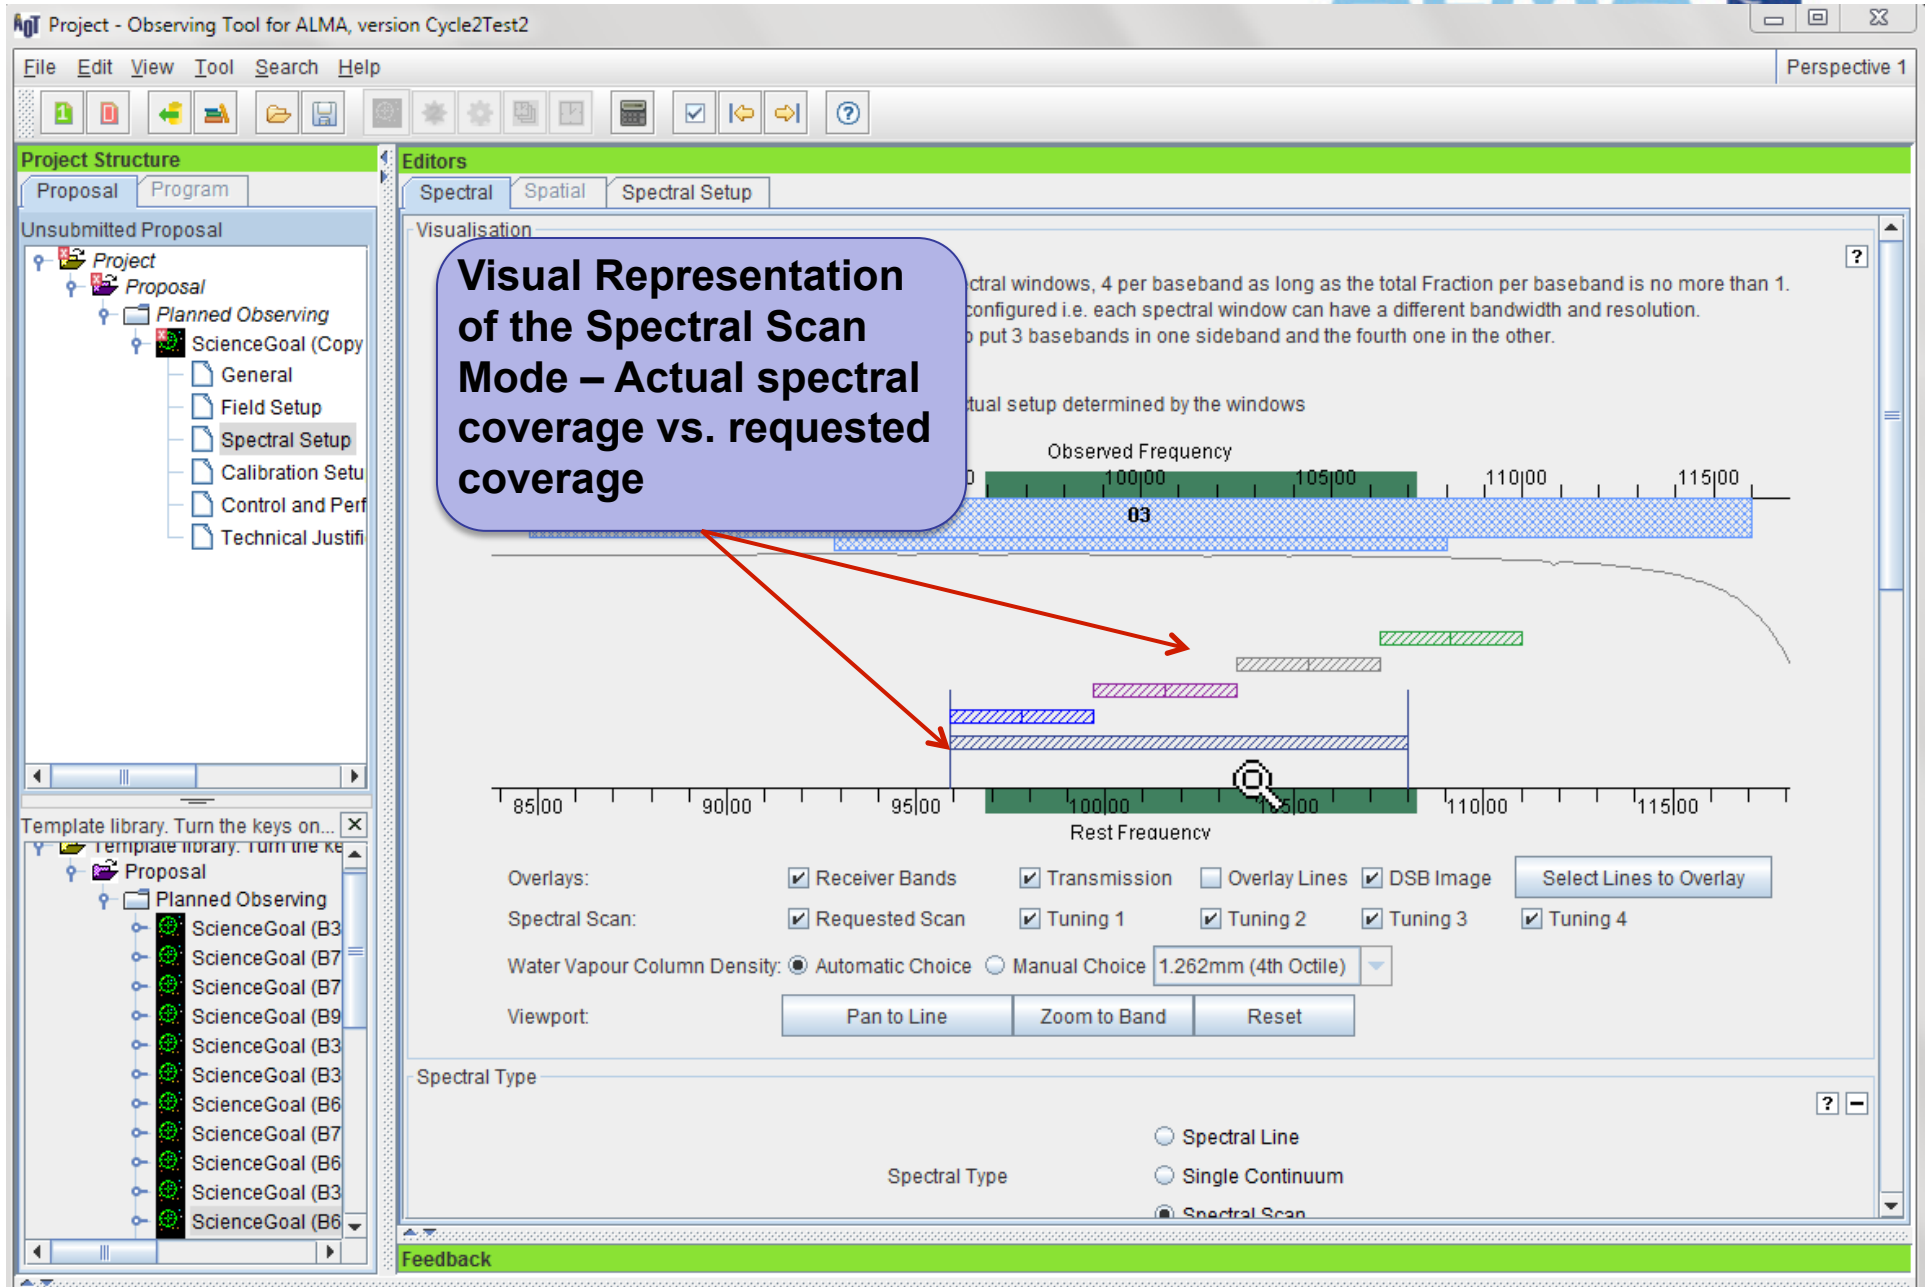 Project - Observing Tool for ALMA, version Cycle2Test2
File Edit View Tool Search Help
Perspective 1
Project Structure
Proposal Program
Unsubmitted Proposal
Project
Proposal
Planned Observing
ScienceGoal (Copy
General
Field Setup
Spectral Setup
Calibration Setu
Control and Perf
Technical Justifi
Template library. Turn the keys on...
Template library. Turn the ke
Proposal
Planned Observing
ScienceGoal (B3
ScienceGoal (B7
ScienceGoal (B7
ScienceGoal (B9
ScienceGoal (B3
ScienceGoal (B3
ScienceGoal (B6
ScienceGoal (B7
ScienceGoal (B6
ScienceGoal (B3
ScienceGoal (B6
Editors
Spectral Spatial Spectral Setup
Visualisation
Visual Representation
of the Spectral Scan
Mode – Actual spectral
coverage vs. requested
coverage
ctral windows, 4 per baseband as long as the total Fraction per baseband is no more than 1.
configured i.e. each spectral window can have a different bandwidth and resolution.
put 3 basebands in one sideband and the fourth one in the other.
tual setup determined by the windows
Observed Frequency
100|00 105|00 110|00 115|00
03
85|00 90|00 95|00 100|00 105|00 110|00 115|00
Rest Frequency
Overlays: Receiver Bands Transmission Overlay Lines DSB Image Select Lines to Overlay
Spectral Scan: Requested Scan Tuning 1 Tuning 2 Tuning 3 Tuning 4
Water Vapour Column Density: Automatic Choice Manual Choice 1.262mm (4th Octile)
Viewport: Pan to Line Zoom to Band Reset
Spectral Type
Spectral Line
Spectral Type
Single Continuum
Spectral Scan
Feedback